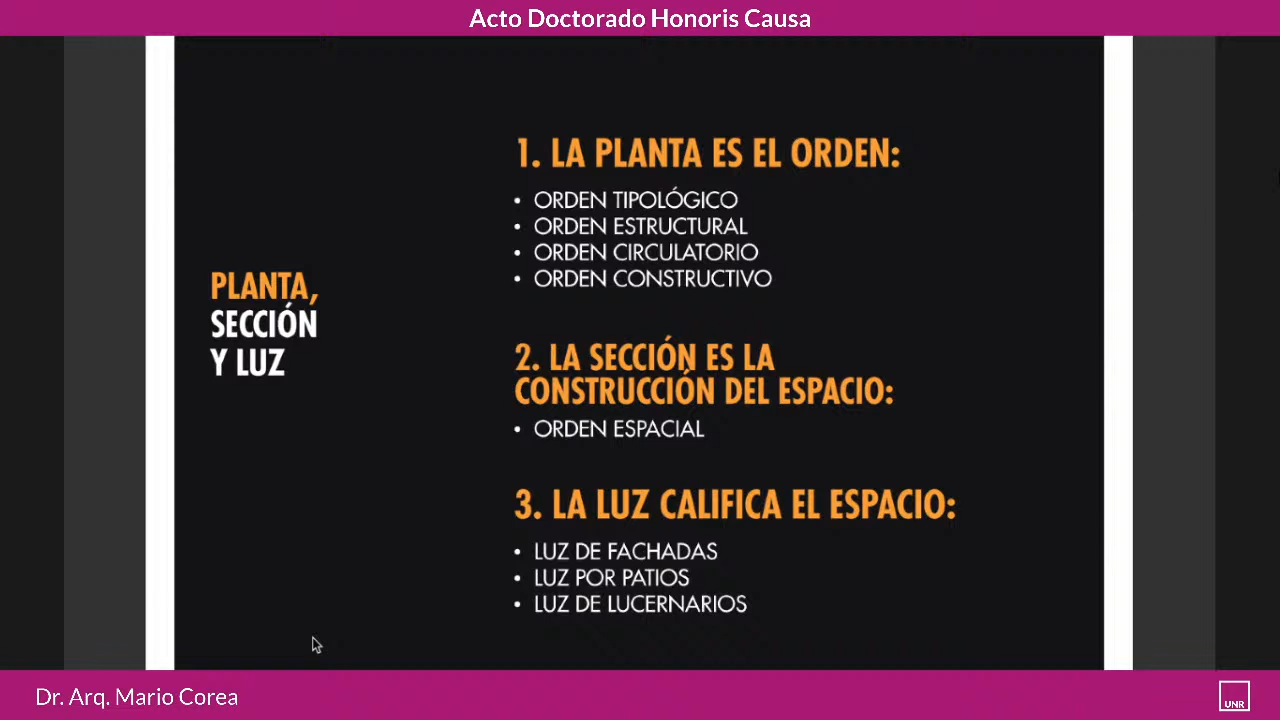 Acto Doctorado Honoris Causa
PLANTA,
SECCIÓN
Y LUZ
1. LA PLANTA ES EL ORDEN:
• ORDEN TIPOLÓGICO
• ORDEN ESTRUCTURAL
• ORDEN CIRCULATORIO
• ORDEN CONSTRUCTIVO
2. LA SECCIÓN ES LA
CONSTRUCCIÓN DEL ESPACIO:
• ORDEN ESPACIAL
3. LA LUZ CALIFICA EL ESPACIO:
• LUZ DE FACHADAS
• LUZ POR PATIOS
• LUZ DE LUCERNARIOS
Dr. Arq. Mario Corea
UNR